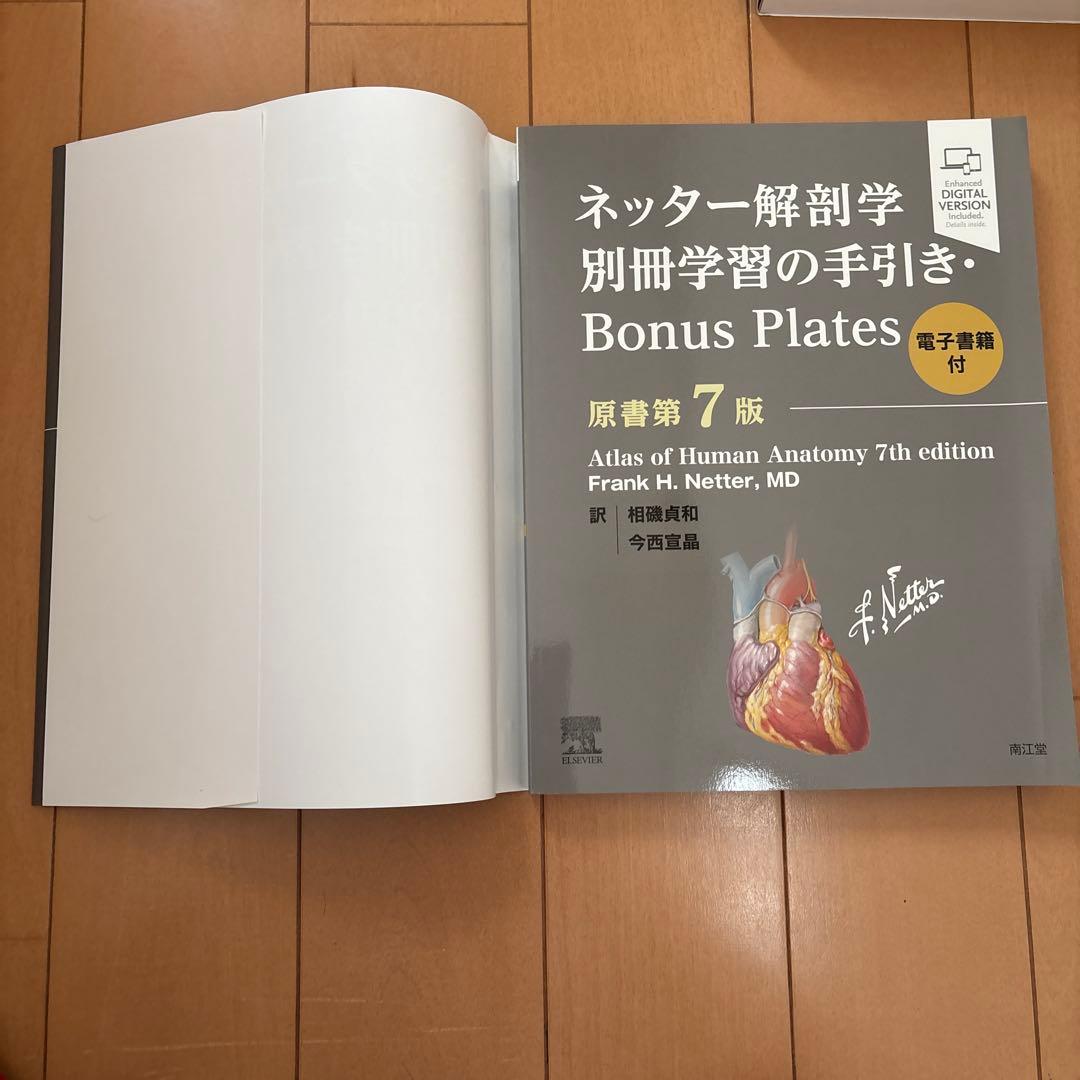 Enhanced
DIGITAL
VERSION
Included.
Details inside.
ネッター解剖学
別冊学習の手引き・
Bonus Plates
電子書籍
付
原書第7版
Atlas of Human Anatomy 7th edition
Frank H. Netter, MD
訳 相磯貞和
今西宣晶
F. Netter
M.D.
ELSEVIER
南江堂